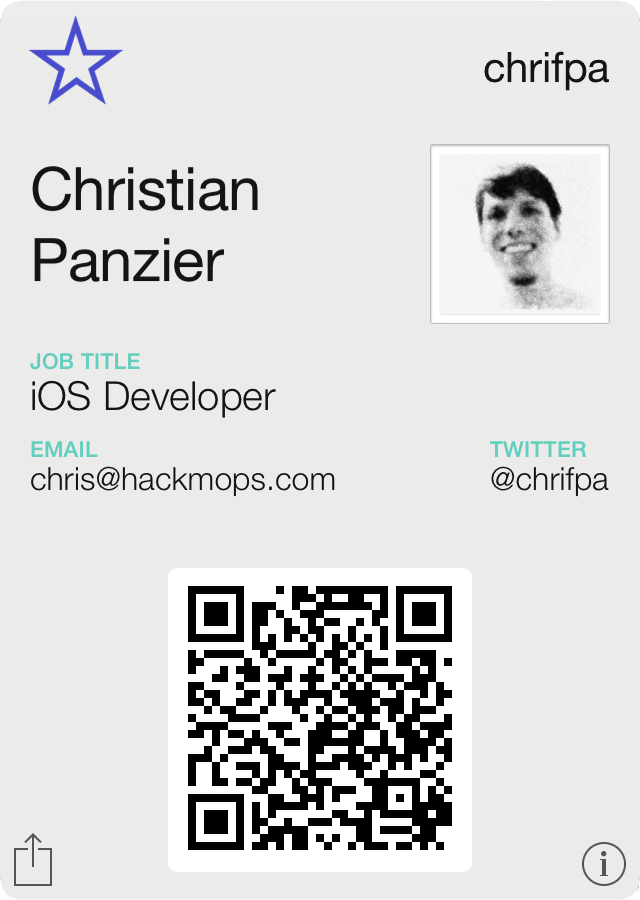 chrifpa
Christian
Panzier
JOB TITLE
iOS Developer
EMAIL
chris@hackmops.com
TWITTER
@chrifpa